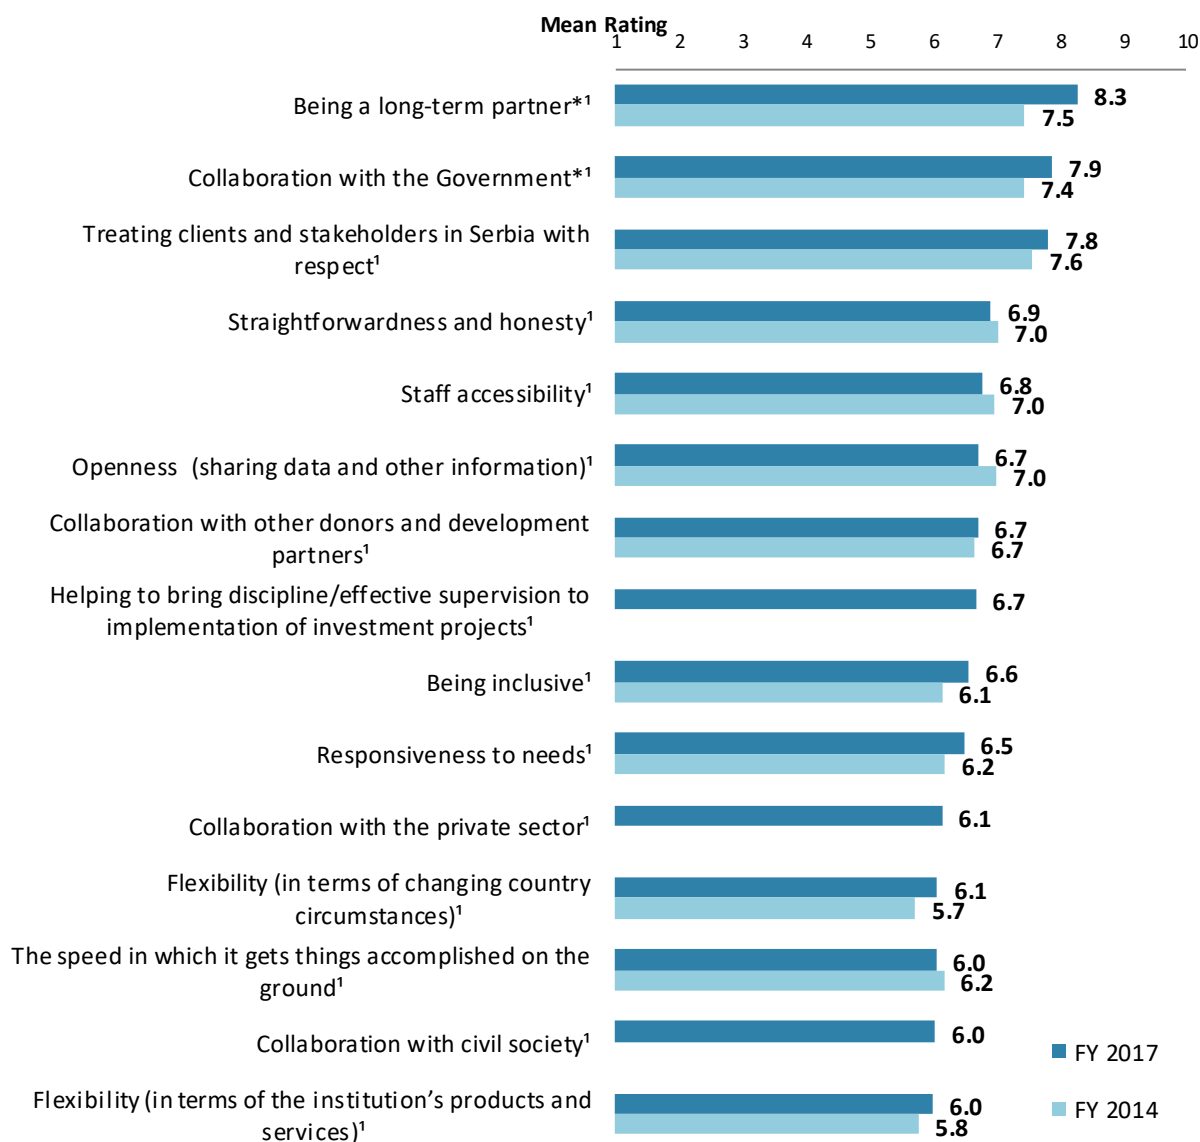 Mean Rating
1 2 3 4 5 6 7 8 9 10
Being a long-term partner*¹
8.3
7.5
Collaboration with the Government*¹
7.9
7.4
Treating clients and stakeholders in Serbia with
respect¹
7.8
7.6
Straightforwardness and honesty¹
6.9
7.0
Staff accessibility¹
6.8
7.0
Openness (sharing data and other information)¹
6.7
7.0
Collaboration with other donors and development
partners¹
6.7
6.7
Helping to bring discipline/effective supervision to
implementation of investment projects¹
6.7
Being inclusive¹
6.6
6.1
Responsiveness to needs¹
6.5
6.2
Collaboration with the private sector¹
6.1
Flexibility (in terms of changing country
circumstances)¹
6.1
5.7
The speed in which it gets things accomplished on the
ground¹
6.0
6.2
Collaboration with civil society¹
6.0
Flexibility (in terms of the institution’s products and
services)¹
6.0
5.8
FY 2017
FY 2014